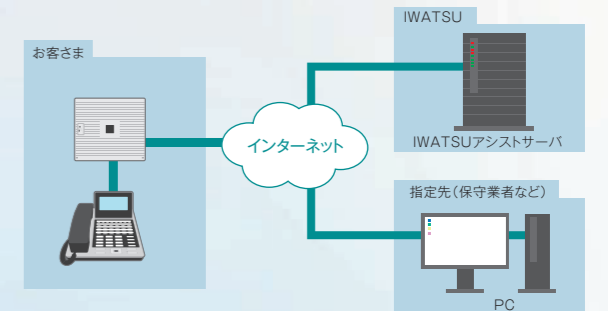 IWATSU
お客さま
インターネット
IWATSUアシストサーバ
指定先(保守業者など)
PC